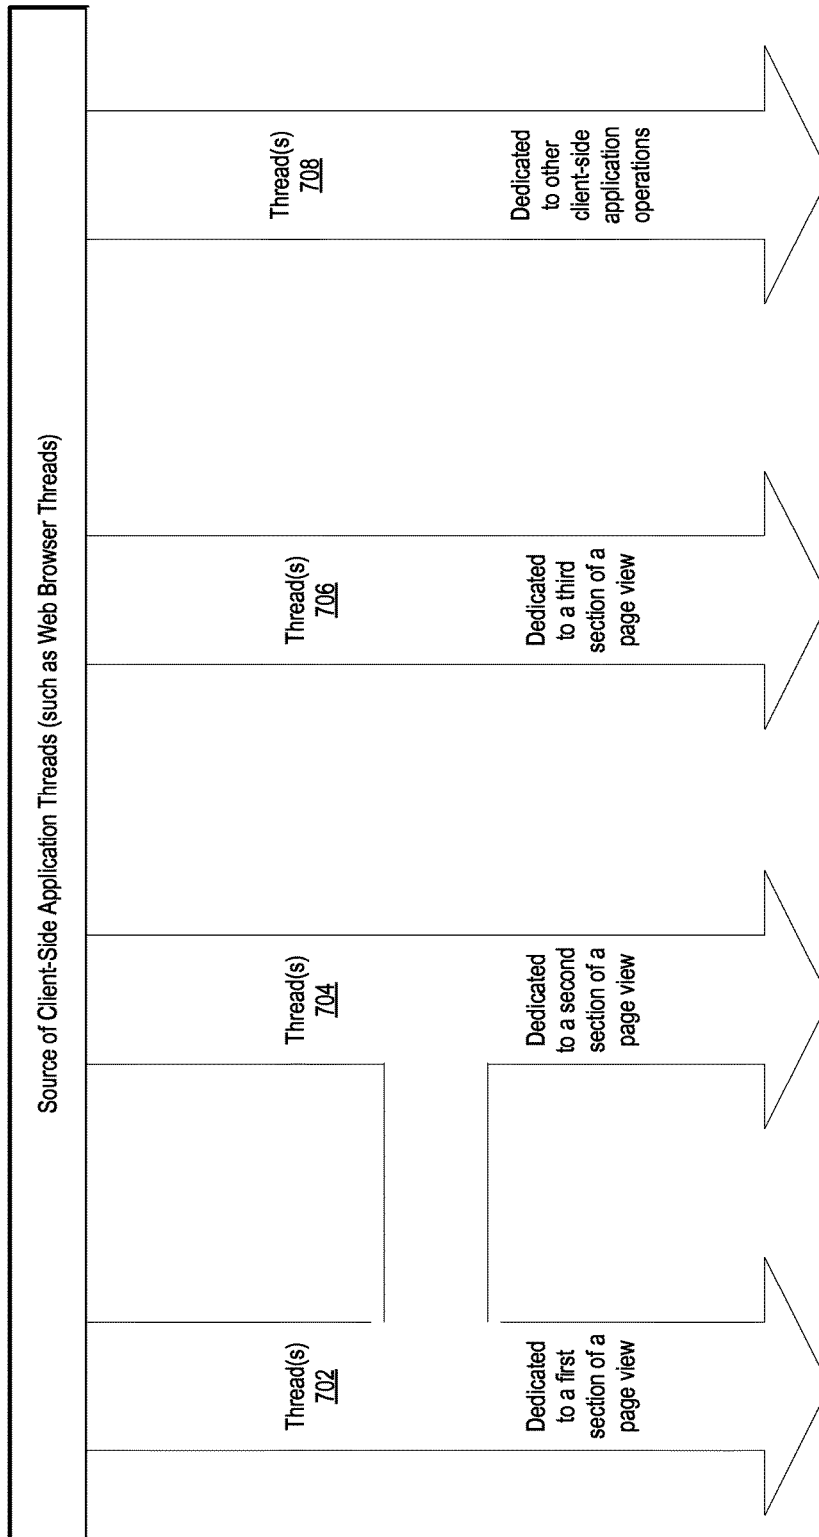 Source of Client-Side Application Threads (such as Web Browser Threads)
Thread(s)
702
Dedicated
to a first
section of a
page view
Thread(s)
704
Dedicated
to a second
section of a
page view
Thread(s)
706
Dedicated
to a third
section of a
page view
Thread(s)
708
Dedicated
to other
client-side
application
operations